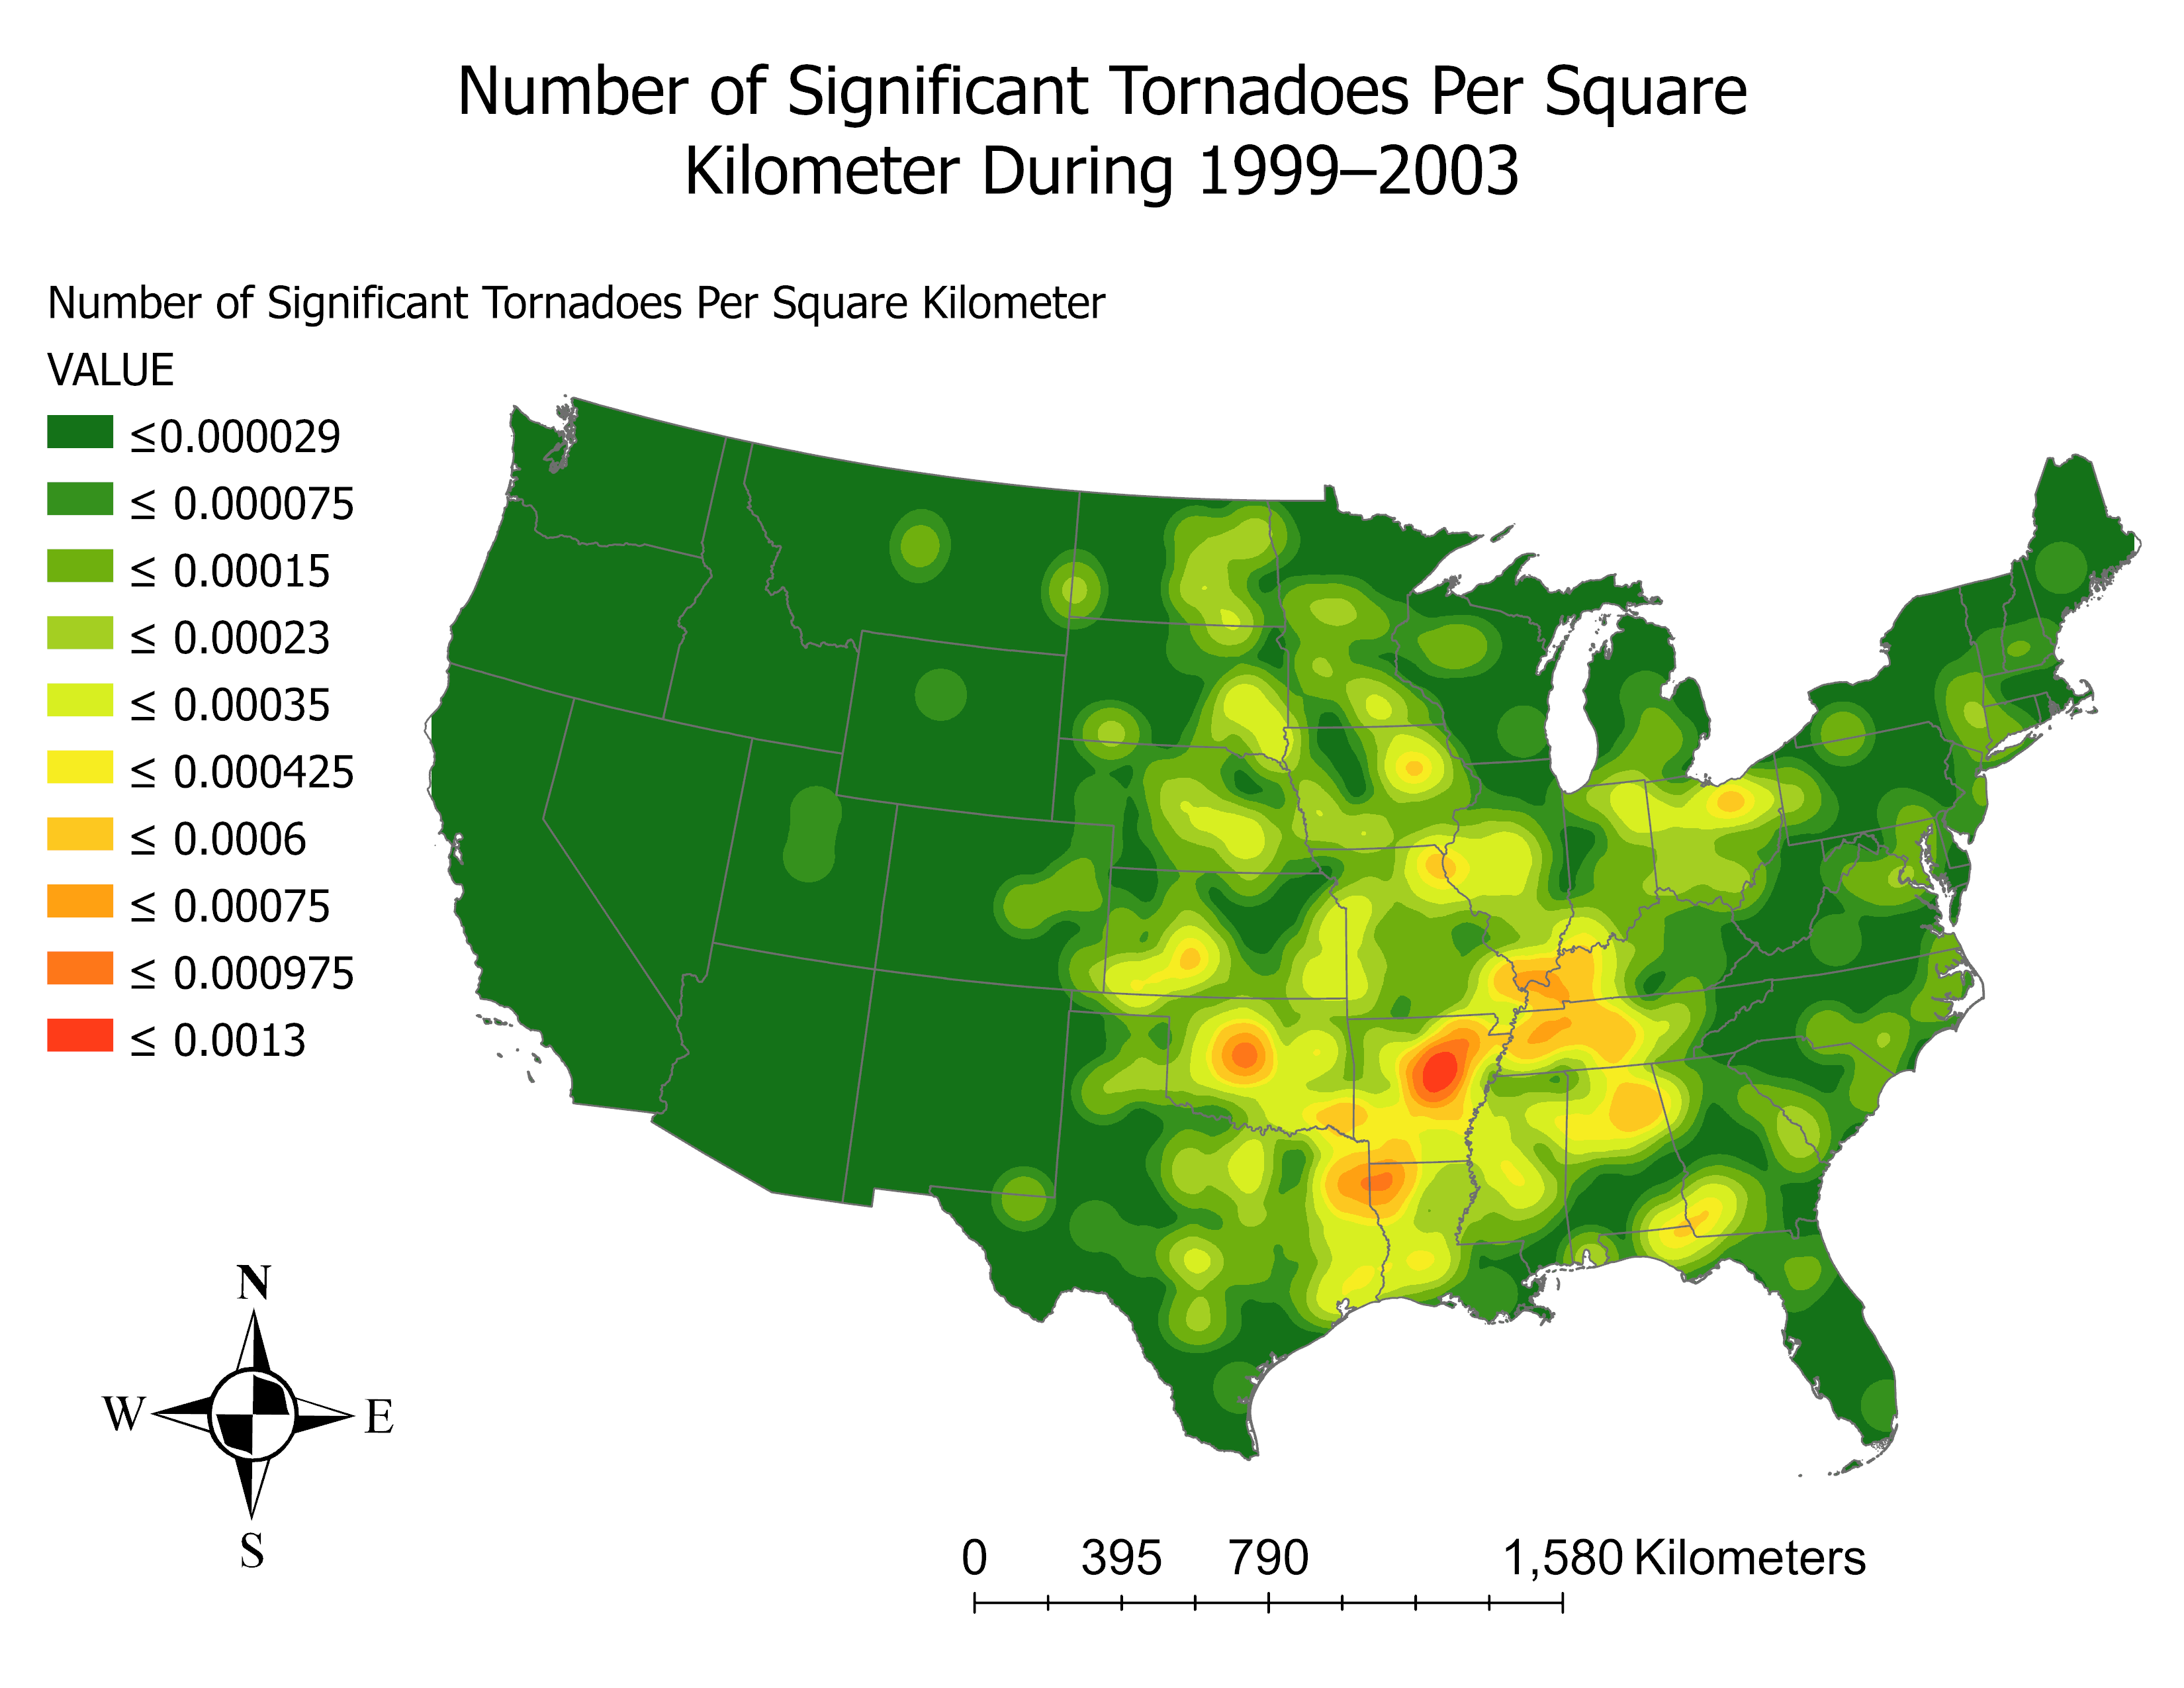 Number of Significant Tornadoes Per Square
Kilometer During 1999–2003
Number of Significant Tornadoes Per Square Kilometer
VALUE
≤0.000029
≤ 0.000075
≤ 0.00015
≤ 0.00023
≤ 0.00035
≤ 0.000425
≤ 0.0006
≤ 0.00075
≤ 0.000975
≤ 0.0013
N
W E
S
0 395 790 1,580 Kilometers